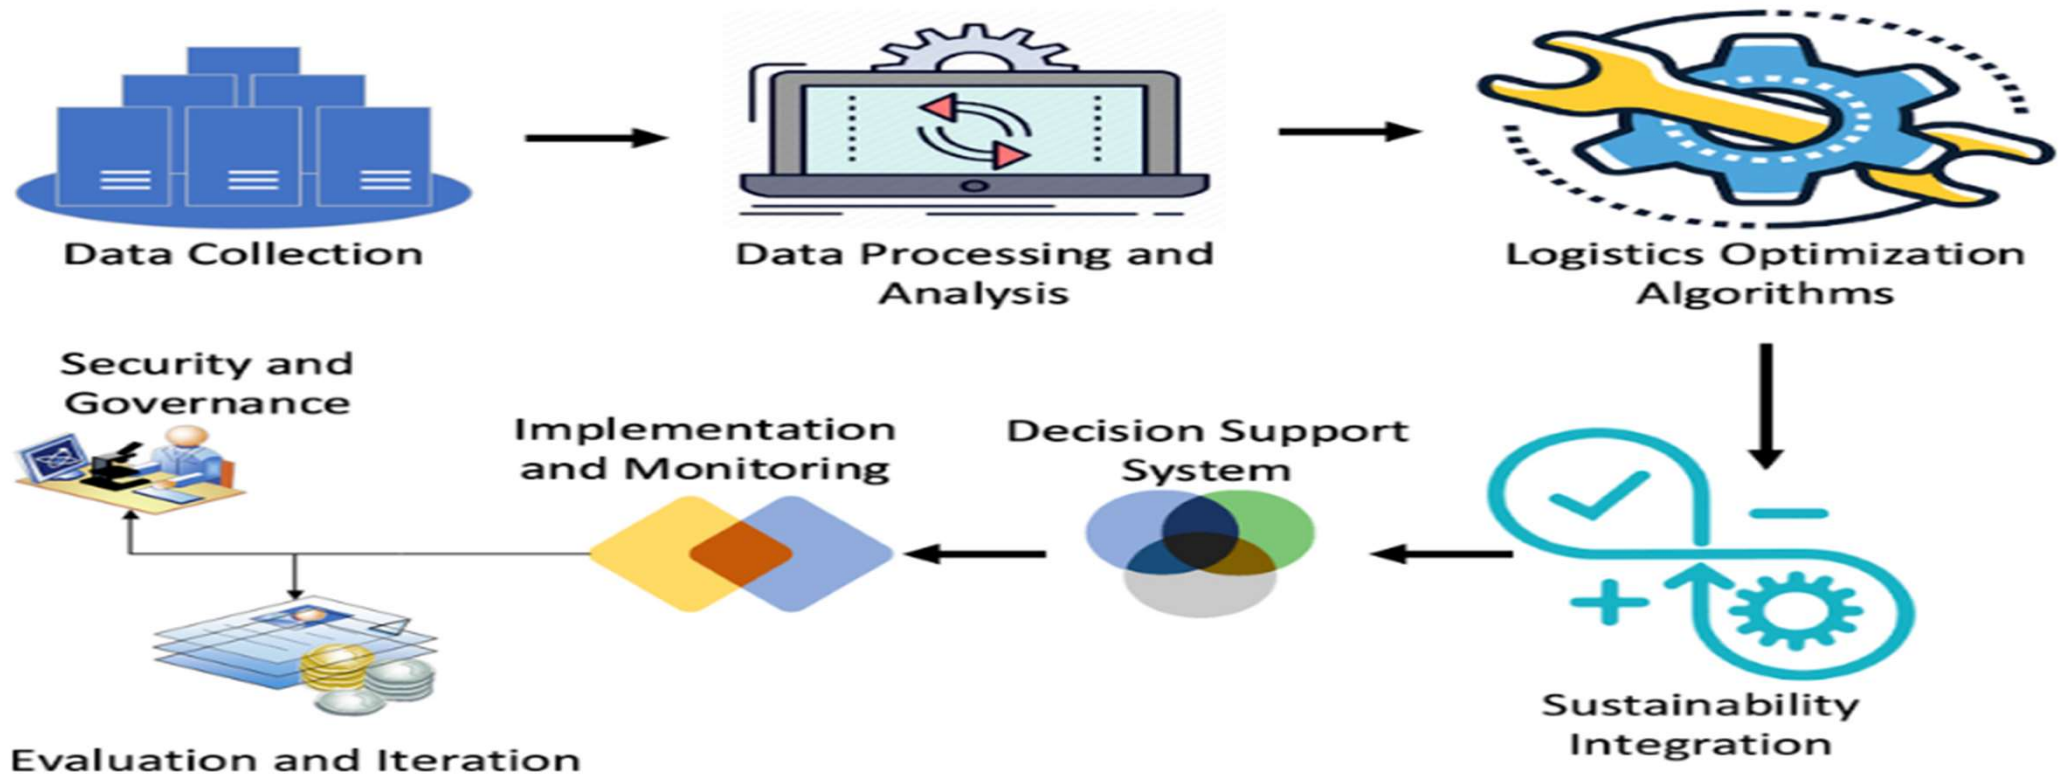 Data Collection
Data Processing and
Analysis
Logistics Optimization
Algorithms
Security and
Governance
Implementation
and Monitoring
Decision Support
System
Sustainability
Integration
Evaluation and Iteration